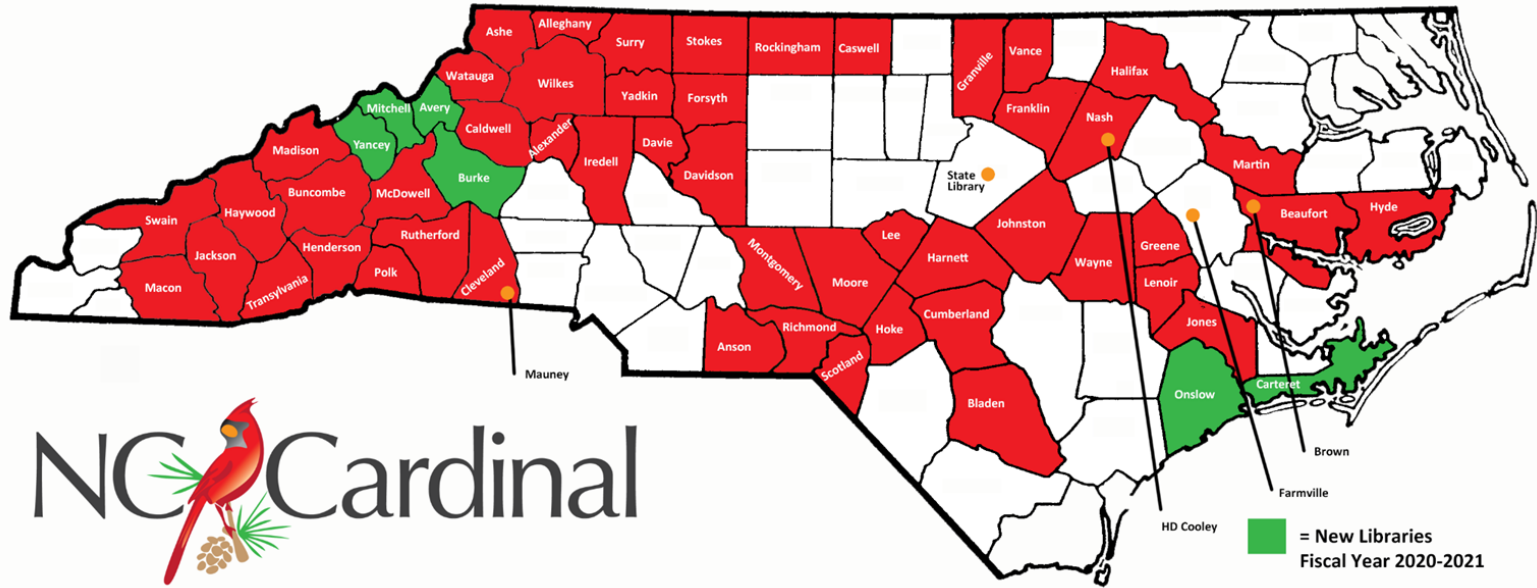 Ashe
Alleghany
Surry
Stokes
Rockingham
Caswell
Granville
Vance
Halifax
Watauga
Wilkes
Yadkin
Forsyth
Franklin
Nash
Mitchell
Avery
Caldwell
Alexander
Iredell
Davie
Davidson
Madison
Yancey
Burke
State
Library
Martin
Buncombe
McDowell
Swain
Haywood
Rutherford
Henderson
Jackson
Polk
Cleveland
Macon
Transylvania
Montgomery
Lee
Moore
Harnett
Johnston
Wayne
Greene
Lenoir
Beaufort
Hyde
Anson
Richmond
Scotland
Hoke
Cumberland
Jones
Bladen
Onslow
Carteret
Mauney
Brown
Farmville
HD Cooley
NC Cardinal
= New Libraries
Fiscal Year 2020-2021